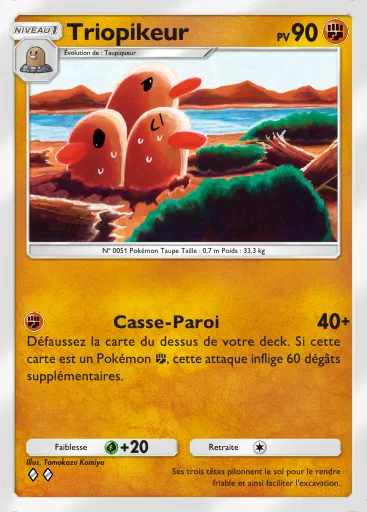 NIVEAU 1
Triopikeur
PV 90
Évolution de : Taupiqueur
N° 0051 Pokémon Taupe Taille : 0,7 m Poids : 33,3 kg
Casse-Paroi 40+
Défaussez la carte du dessus de votre deck. Si cette
carte est un Pokémon , cette attaque inflige 60 dégâts
supplémentaires.
Faiblesse +20 Retraite
Illus. Tomokazu Komiya
Ses trois têtes pilonnent le sol pour le rendre
friable et ainsi faciliter l'excavation.